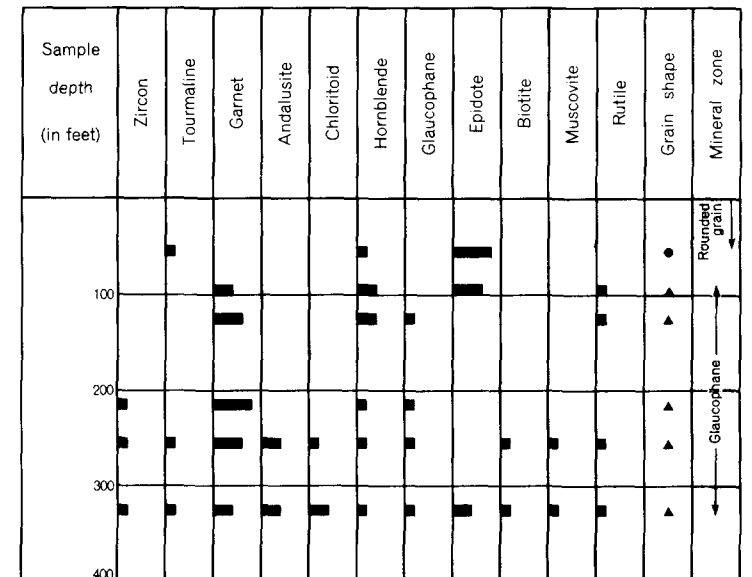 Sample
depth
(in feet)
Zircon
Tourmaline
Garnet
Andalusite
Chloritoid
Hornblende
Glaucophane
Epidote
Biotite
Muscovite
Rutile
Grain shape
Mineral zone
Rounded
grain
100
200
Glaucophane
300
400